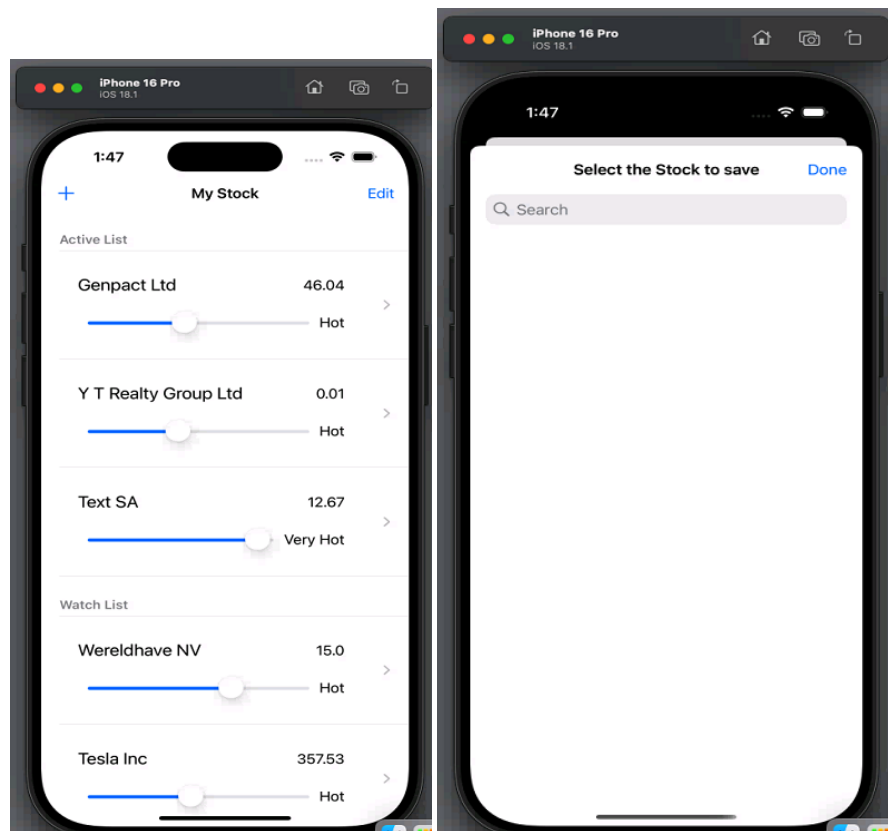 iPhone 16 Pro
iOS 18.1
1:47
+ My Stock Edit
Active List
Genpact Ltd 46.04
Hot
Y T Realty Group Ltd 0.01
Hot
Text SA 12.67
Very Hot
Watch List
Wereldhave NV 15.0
Hot
Tesla Inc 357.53
Hot
iPhone 16 Pro
iOS 18.1
1:47
Select the Stock to save Done
Search